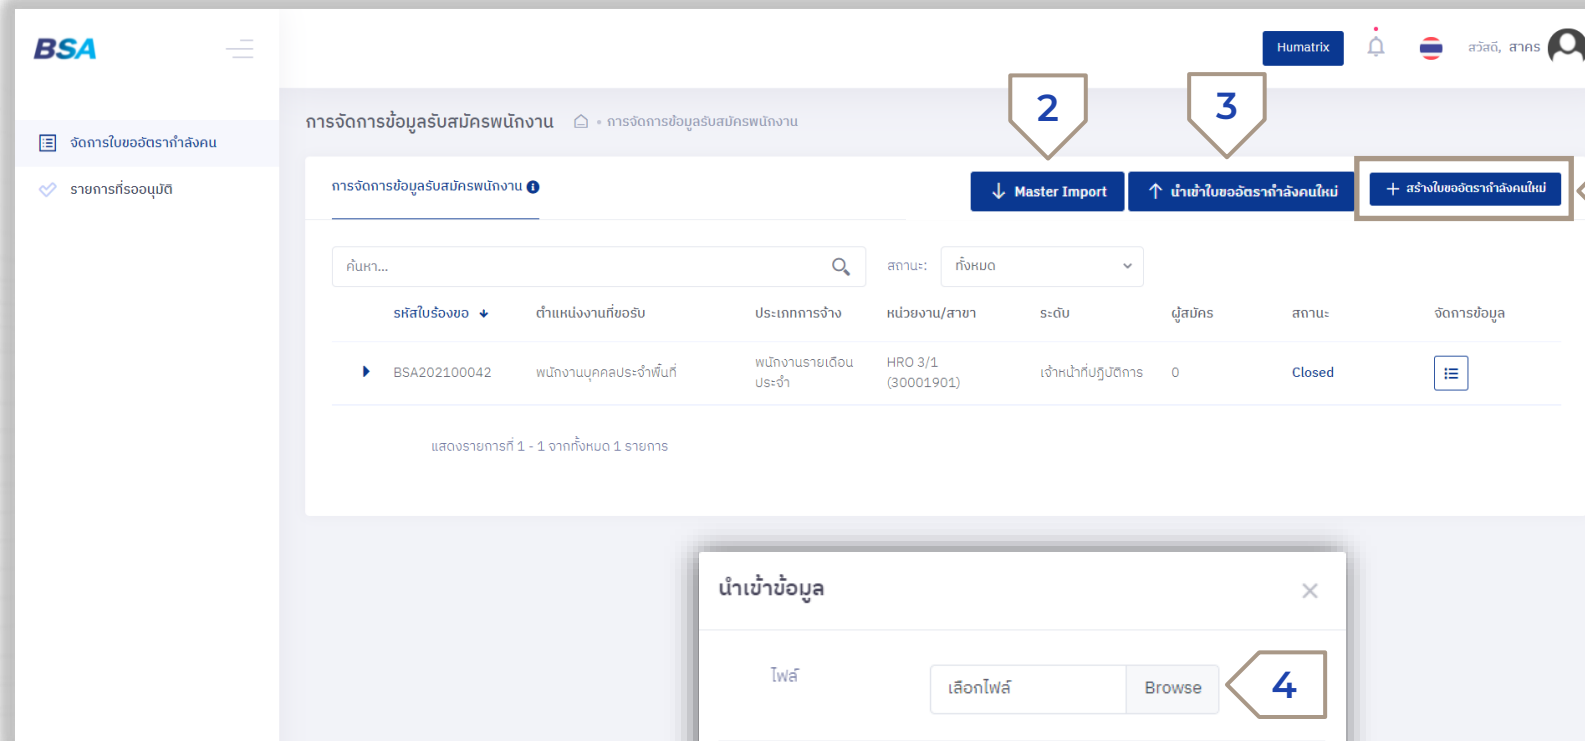 BSA
Humatrix
สวัสดี, สาคร
2
3
จัดการใบขออัตรากำลังคน
รายการที่รออนุมัติ
การจัดการข้อมูลรับสมัครพนักงาน
การจัดการข้อมูลรับสมัครพนักงาน
การจัดการข้อมูลรับสมัครพนักงาน
Master Import
นำเข้าใบขออัตรากำลังคนใหม่
+ สร้างใบขออัตรากำลังคนใหม่
ค้นหา...
สถานะ:
ทั้งหมด
รหัสใบร้องขอ
ตำแหน่งงานที่ขอรับ
ประเภทการจ้าง
หน่วยงาน/สาขา
ระดับ
ผู้สมัคร
สถานะ
จัดการข้อมูล
BSA202100042
พนักงานบุคคลประจำพื้นที่
พนักงานรายเดือน
ประจำ
HRO 3/1
(30001901)
เจ้าหน้าที่ปฏิบัติการ
0
Closed
แสดงรายการที่ 1 - 1 จากทั้งหมด 1 รายการ
นำเข้าข้อมูล
ไฟล์
เลือกไฟล์
Browse
4